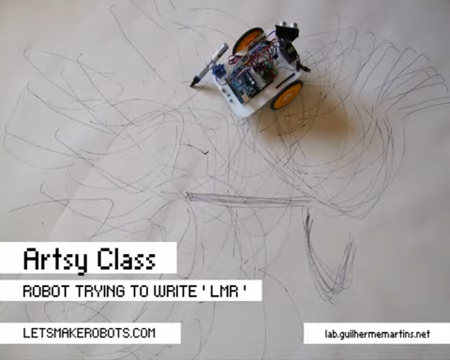 Artsy Class
ROBOT TRYING TO WRITE ' LMR '
LETSMAKEROBOTS.COM
lab.guilhermemartins.net